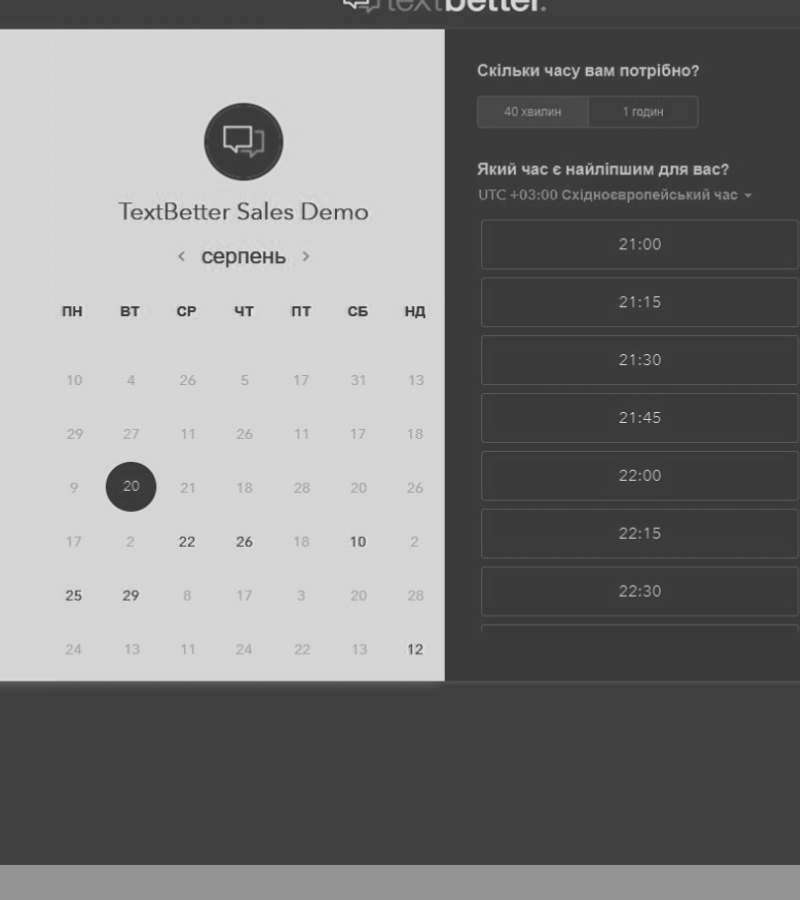 textbetter.
TextBetter Sales Demo
‹ серпень ›
ПН ВТ СР ЧТ ПТ СБ НД
10 4 26 5 17 31 13
29 27 11 26 11 17 18
9 20 21 18 28 20 26
17 2 22 26 18 10 2
25 29 8 17 3 20 28
24 13 11 24 22 13 12
Скільки часу вам потрібно?
40 хвилин 1 годин
Який час є найліпшим для вас?
UTC +03:00 Східноєвропейський час
21:00
21:15
21:30
21:45
22:00
22:15
22:30